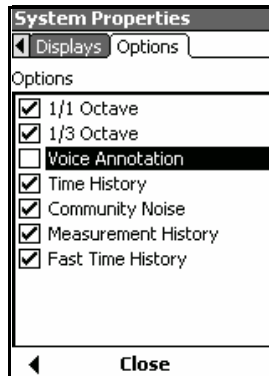 System Properties
Displays Options
Options
1/1 Octave
1/3 Octave
Voice Annotation
Time History
Community Noise
Measurement History
Fast Time History
Close